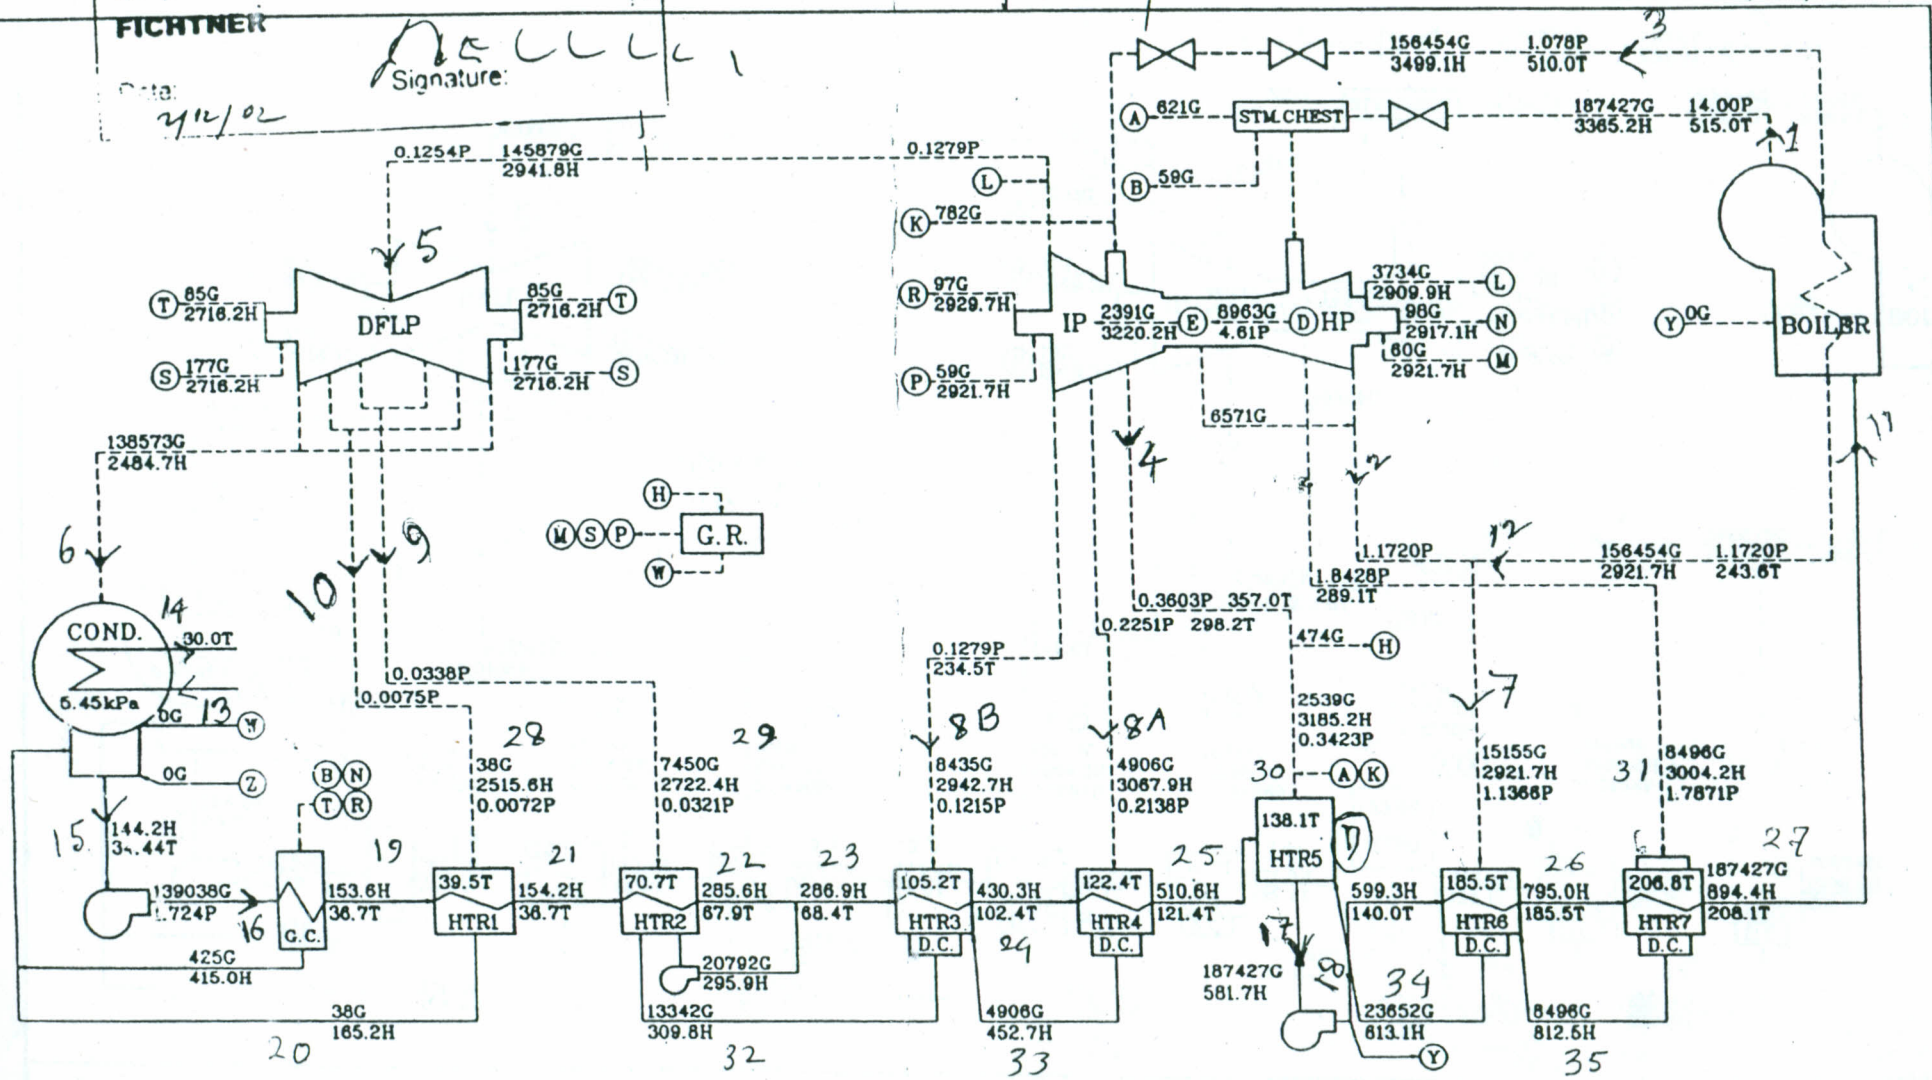 FICHTNER
Signature:
Date:
2/12/02
156454G 1.078P
3499.1H 510.0T
3
A 621G STM.CHEST 187427G 14.00P
3365.2H 515.0T
1
B 59G
0.1254P 145879G 0.1279P
2941.8H
L
K 782G
5
T 85G
2716.2H
85G T
2716.2H
DFLP
S 177G
2716.2H
177G S
2716.2H
R 97G
2929.7H
IP 2391G E 8963G D HP
3220.2H 4.61P
P 59G
2921.7H
3734G L
2909.9H
98G N
2917.1H
60G M
2921.7H
Y 0G
BOILER
11
6571G
4
2
138573G
2484.7H
6
10
9
H
M S P G.R.
W
12
1.1720P 156454G 1.1720P
2921.7H 243.6T
1.8428P
289.1T
0.3603P 357.0T
0.2251P 298.2T
474G H
0.1279P
234.5T
COND.
14
30.0T
5.45kPa
0G 13 W
0G Z
0.0338P
0.0075P
28
38G
2515.6H
0.0072P
29
7450G
2722.4H
0.0321P
8B
8435G
2942.7H
0.1215P
8A
4906G
3067.9H
0.2138P
2539G
3185.2H
0.3423P
30
A K
7
15155G
2921.7H
1.1366P
31
8496G
3004.2H
1.7871P
B N
T R
15
144.2H
34.44T
139038G
1.724P
16
G.C.
19
153.6H
36.7T
39.5T
HTR1
21
154.2H
36.7T
70.7T
HTR2
22
285.6H
67.9T
23
286.9H
68.4T
105.2T
HTR3
D.C.
430.3H
102.4T
24
122.4T
HTR4
D.C.
25
510.6H
121.4T
138.1T
HTR5
D
599.3H
140.0T
185.5T
HTR6
D.C.
26
795.0H
185.5T
206.8T
HTR7
D.C.
27
187427G
894.4H
208.1T
425G
415.0H
38G
165.2H
20
20792G
295.9H
13342G
309.8H
32
4906G
452.7H
33
17
187427G
581.7H
18
34
23652G
613.1H
Y
8496G
812.5H
35